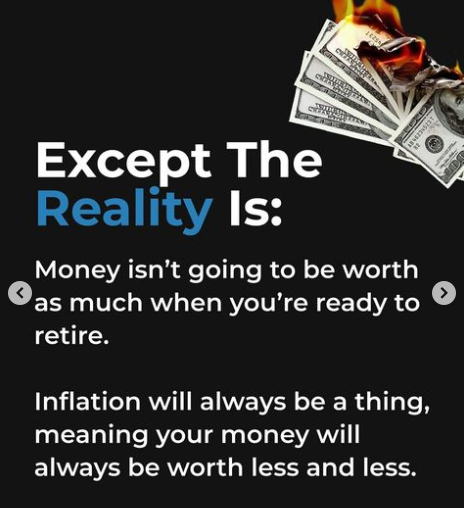 Except The
Reality Is:
Money isn't going to be worth
as much when you're ready to
retire.
Inflation will always be a thing,
meaning your money will
always be worth less and less.